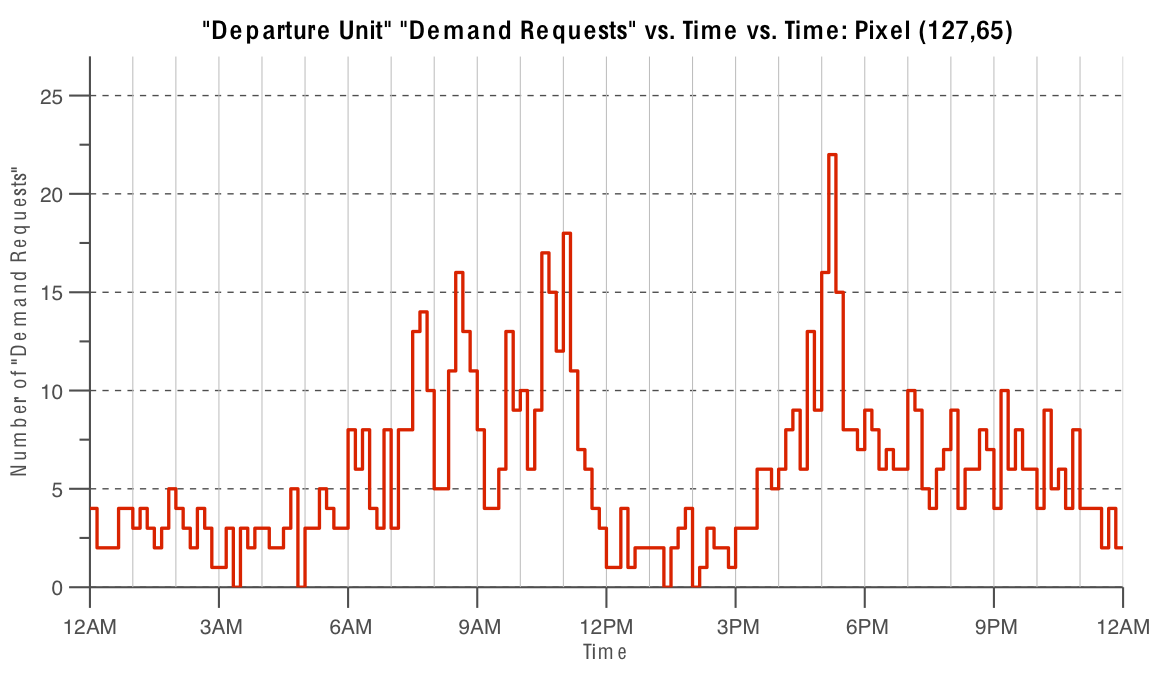 "Departure Unit" "Demand Requests" vs. Time vs. Time: Pixel (127,65)
Number of "Demand Requests"
25
20
15
10
5
0
12AM 3AM 6AM 9AM 12PM 3PM 6PM 9PM 12AM
Time